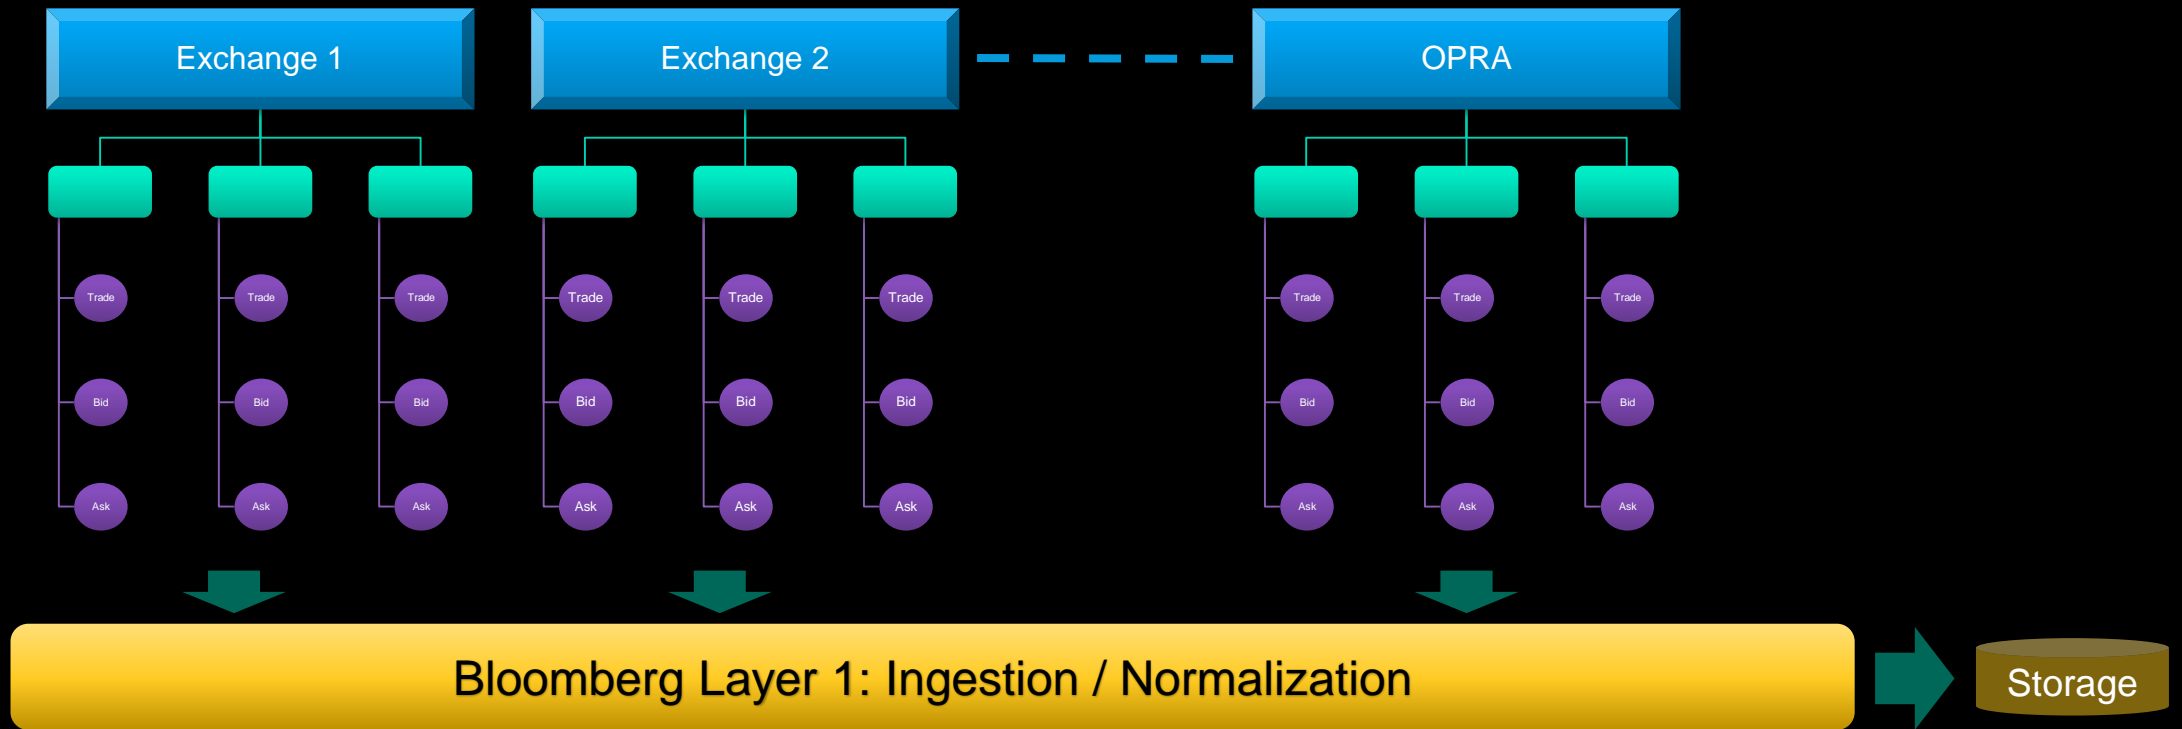 Exchange 1
Exchange 2
OPRA
Trade
Trade
Trade
Trade
Trade
Trade
Trade
Trade
Trade
Bid
Bid
Bid
Bid
Bid
Bid
Bid
Bid
Bid
Ask
Ask
Ask
Ask
Ask
Ask
Ask
Ask
Ask
Bloomberg Layer 1: Ingestion / Normalization
Storage